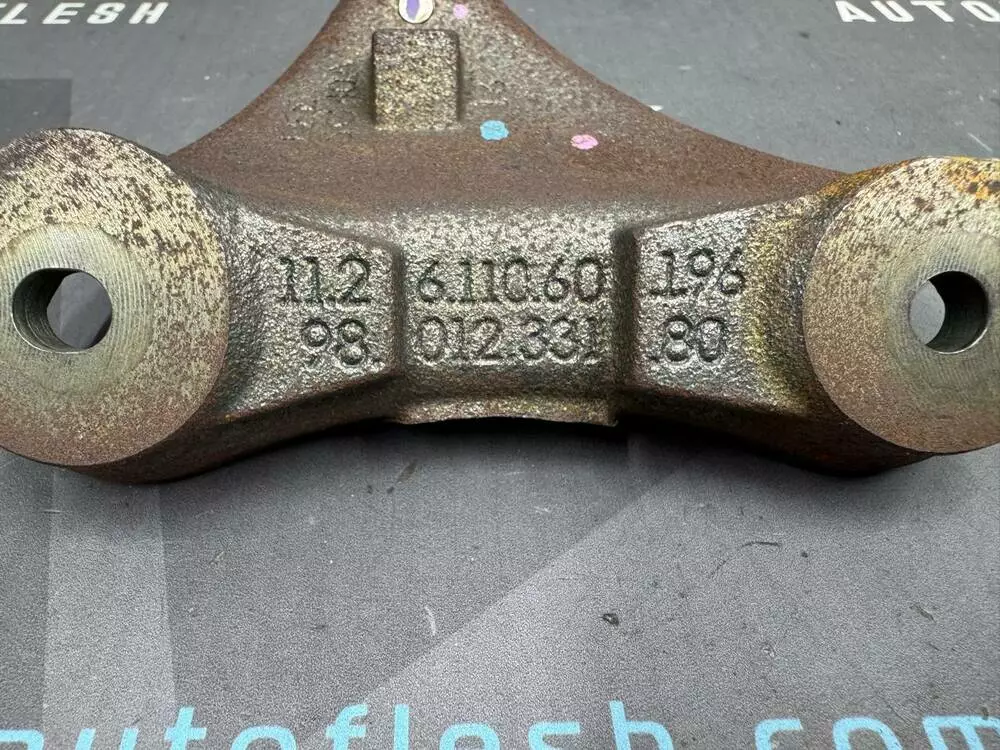 FLESH
AUTO
11.2 6.110.60 .196
98. 012.331 .80
autoflesh.com